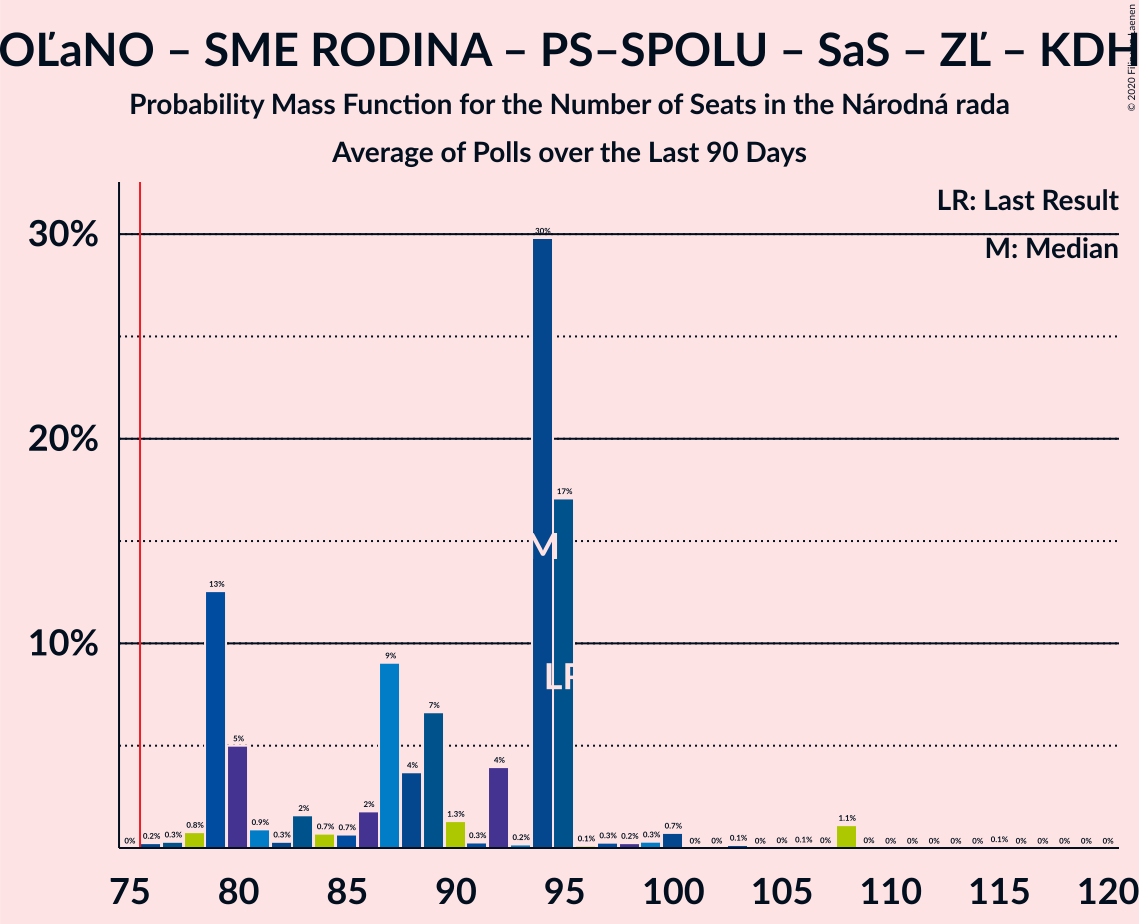 OĽaNO – SME RODINA – PS–SPOLU – SaS – ZĽ – KDH
Probability Mass Function for the Number of Seats in the Národná rada
Average of Polls over the Last 90 Days
© 2020 Filip Laenen
LR: Last Result
M: Median
30%
20%
10%
0% 0.2% 0.3% 0.8% 13% 5% 0.9% 0.3% 2% 0.7% 0.7% 2% 9% 4% 7% 1.3% 0.3% 4% 0.2% 30% 17% 0.1% 0.3% 0.2% 0.3% 0.7% 0% 0% 0.1% 0% 0% 0.1% 0% 1.1% 0% 0% 0% 0% 0% 0% 0.1% 0% 0% 0% 0% 0%
M
LR
75 80 85 90 95 100 105 110 115 120